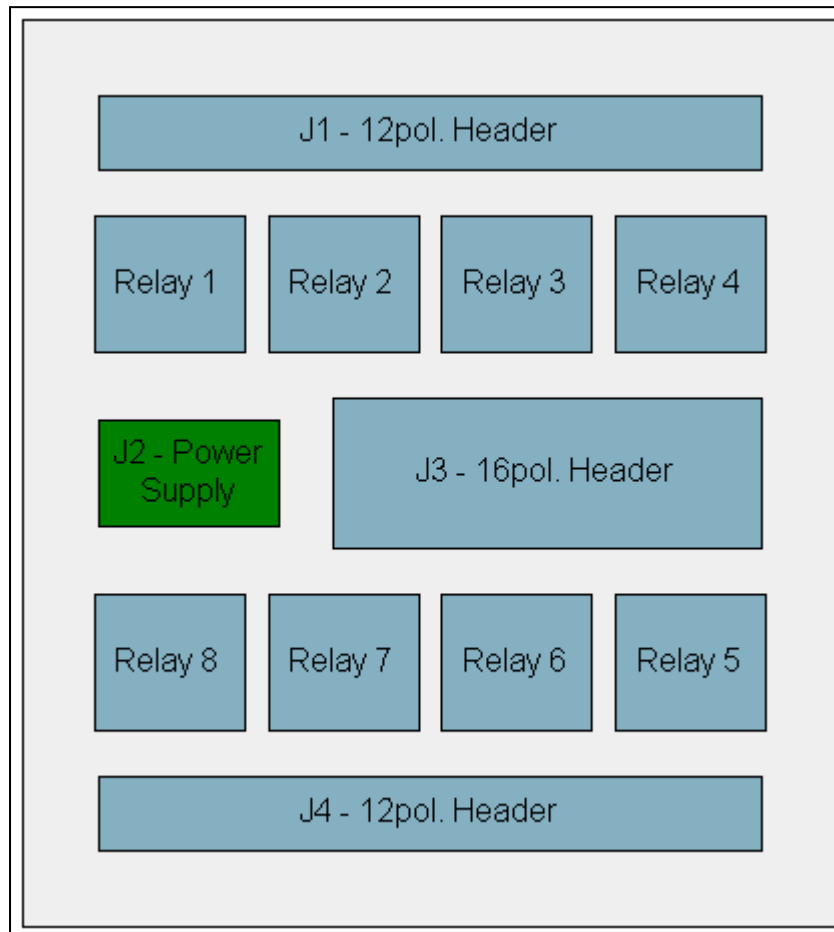 J1 - 12pol. Header
Relay 1
Relay 2
Relay 3
Relay 4
J2 - Power
Supply
J3 - 16pol. Header
Relay 8
Relay 7
Relay 6
Relay 5
J4 - 12pol. Header